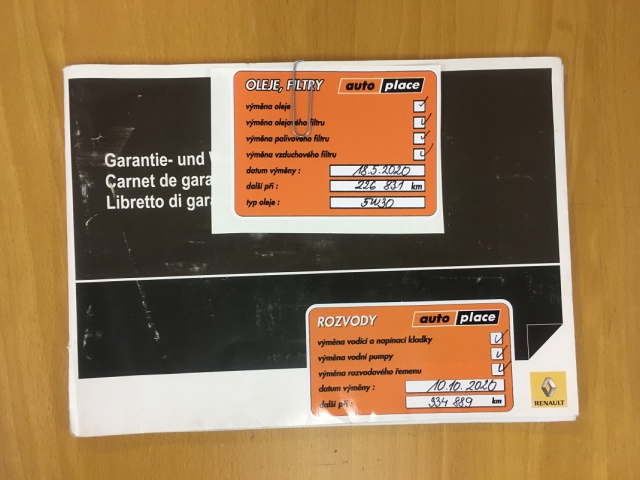 OLEJE, FILTRY auto place
výměna oleje
výměna olejového filtru
výměna palivového filtru
výměna vzduchového filtru
datum výměny : 18.5.2020
další při : 226 831 km
typ oleje : 5W30
Garantie- und
Carnet de gara
Libretto di gara
ROZVODY auto place
výměna vodící a napínací kladky
výměna vodní pumpy
výměna rozvodového řemenu
datum výměny : 10.10.2020
další při : 334 889 km
RENAULT